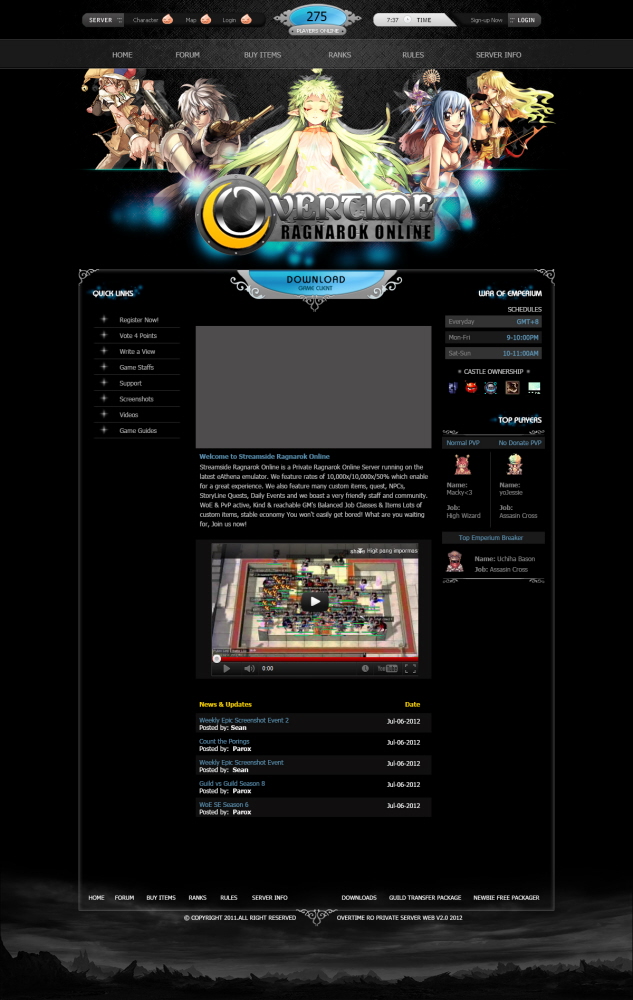 SERVER
Character
Map
Login
275
PLAYERS ONLINE
7:37
TIME
Sign-up Now
LOGIN
HOME
FORUM
BUY ITEMS
RANKS
RULES
SERVER INFO
OVERTIME
RAGNAROK ONLINE
DOWNLOAD
GAME CLIENT
QUICK LINKS
Register Now!
Vote 4 Points
Write a View
Game Staffs
Support
Screenshots
Videos
Game Guides
Welcome to Streamside Ragnarok Online
Streamside Ragnarok Online is a Private Ragnarok Online Server running on the
latest eAthena emulator. We feature rates of 10,000x/10,000x/50% which enable
for a great experience. We also feature many custom items, quest, NPCs,
StoryLine Quests, Daily Events and we boast a very friendly staff and community.
WoE & PvP active, Kind & reachable GM's Balanced Job Classes & Items Lots of
custom items, stable economy You won't easily get bored! What are you waiting
for, Join us!
Higit pang impormas
0:00
News & Updates
Date
Weekly Epic Screenshot Event 2
Posted by: Sean
Jul-06-2012
Count the Porings
Posted by: Parox
Jul-06-2012
Weekly Epic Screenshot Event
Posted by: Sean
Jul-06-2012
Guild vs Guild Season 8
Posted by: Parox
Jul-06-2012
WoE SE Season 6
Posted by: Parox
Jul-06-2012
WAR OF EMPERIUM
SCHEDULES
Everyday GMT+8
Mon-Fri 9-10:00PM
Sat-Sun 10-11:00AM
CASTLE OWNERSHIP
TOP PLAYERS
Normal PVP
No Donate PVP
Name:
Macky<3
Job:
High Wizard
Name:
yoJessie
Job:
Assasin Cross
Top Emperium Breaker
Name: Uchiha Bason
Job: Assasin Cross
HOME
FORUM
BUY ITEMS
RANKS
RULES
SERVER INFO
DOWNLOADS
GUILD TRANSFER PACKAGE
NEWBIE FREE PACKAGER
© COPYRIGHT 2011.ALL RIGHT RESERVED
OVERTIME RO PRIVATE SERVER WEB V2.0 2012